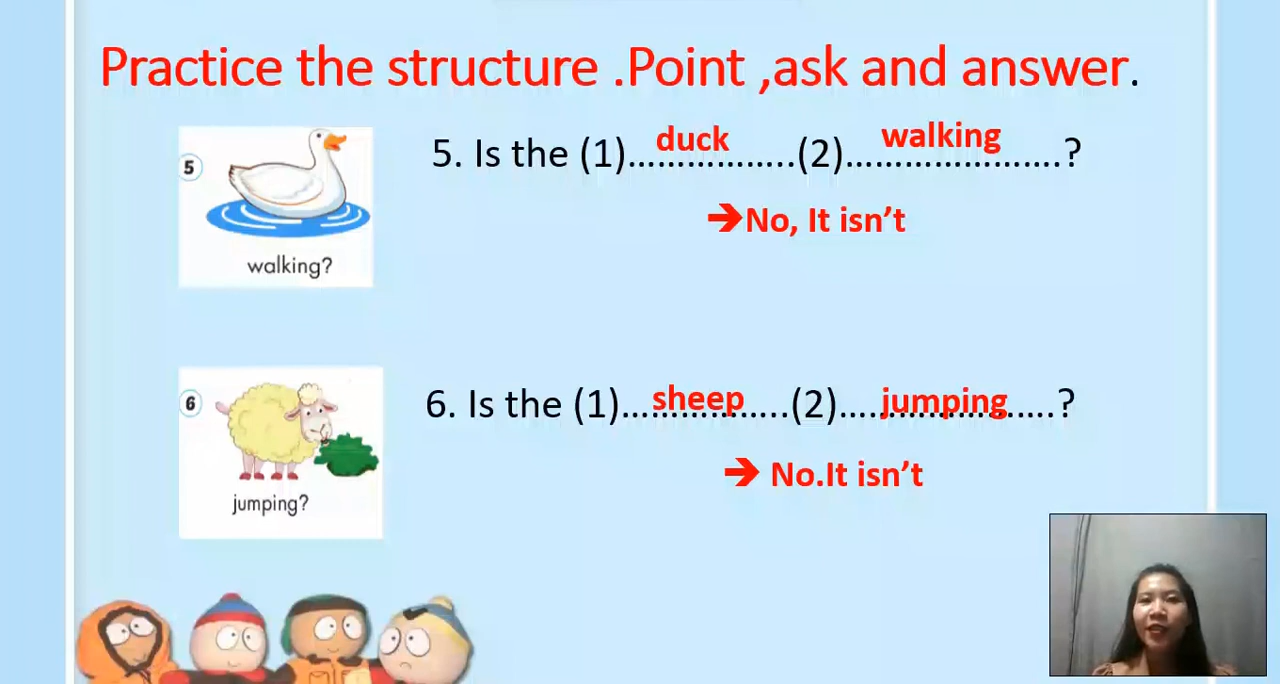 Practice the structure .Point ,ask and answer.
5
walking?
5. Is the (1)................(2).....................?
duck
walking
➔No, It isn’t
6
jumping?
6. Is the (1)................(2).....................?
sheep
jumping
➔ No.It isn’t